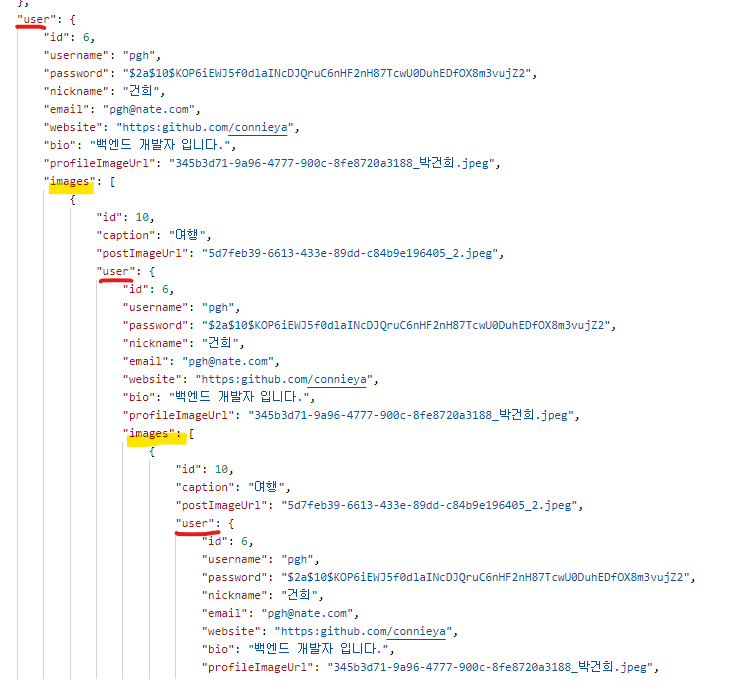 },
"user": {
"id": 6,
"username": "pgh",
"password": "$2a$10$KOP6iEWJ5f0dlaINcDJQruC6nHF2nH87TcwU0DuhEDfOX8m3vujZ2",
"nickname": "건희",
"email": "pgh@nate.com",
"website": "https:github.com/connieya",
"bio": "백엔드 개발자 입니다.",
"profileImageUrl": "345b3d71-9a96-4777-900c-8fe8720a3188_박건희.jpeg",
"images": [
{
"id": 10,
"caption": "여행",
"postImageUrl": "5d7feb39-6613-433e-89dd-c84b9e196405_2.jpeg",
"user": {
"id": 6,
"username": "pgh",
"password": "$2a$10$KOP6iEWJ5f0dlaINcDJQruC6nHF2nH87TcwU0DuhEDfOX8m3vujZ2",
"nickname": "건희",
"email": "pgh@nate.com",
"website": "https:github.com/connieya",
"bio": "백엔드 개발자 입니다.",
"profileImageUrl": "345b3d71-9a96-4777-900c-8fe8720a3188_박건희.jpeg",
"images": [
{
"id": 10,
"caption": "여행",
"postImageUrl": "5d7feb39-6613-433e-89dd-c84b9e196405_2.jpeg",
"user": {
"id": 6,
"username": "pgh",
"password": "$2a$10$KOP6iEWJ5f0dlaINcDJQruC6nHF2nH87TcwU0DuhEDfOX8m3vujZ2",
"nickname": "건희",
"email": "pgh@nate.com",
"website": "https:github.com/connieya",
"bio": "백엔드 개발자 입니다.",
"profileImageUrl": "345b3d71-9a96-4777-900c-8fe8720a3188_박건희.jpeg",